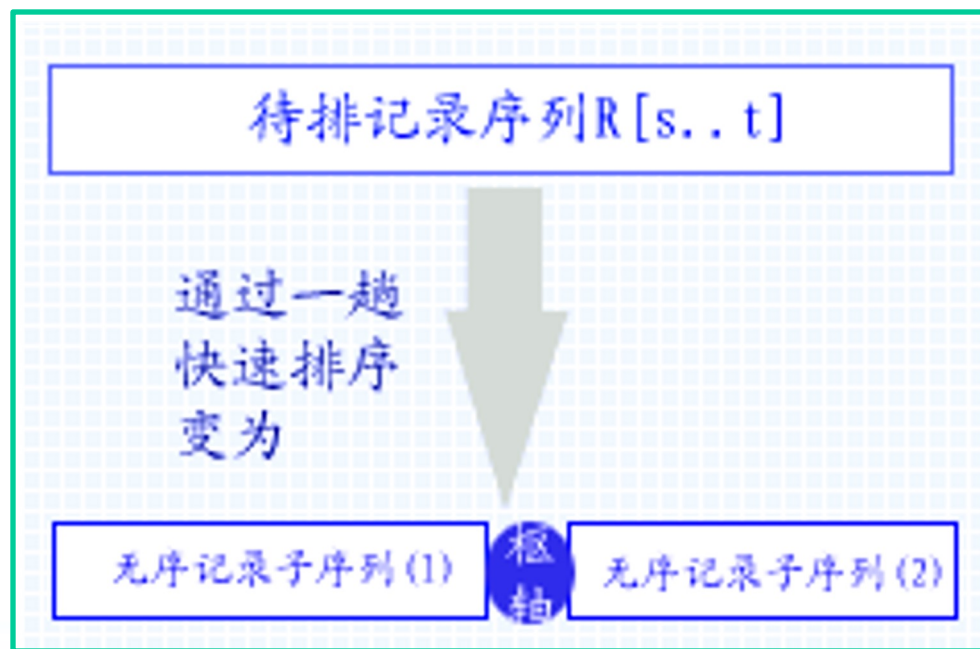 待排记录序列R[s..t]
通过一趟
快速排序
变为
无序记录子序列(1)
枢
轴
无序记录子序列(2)